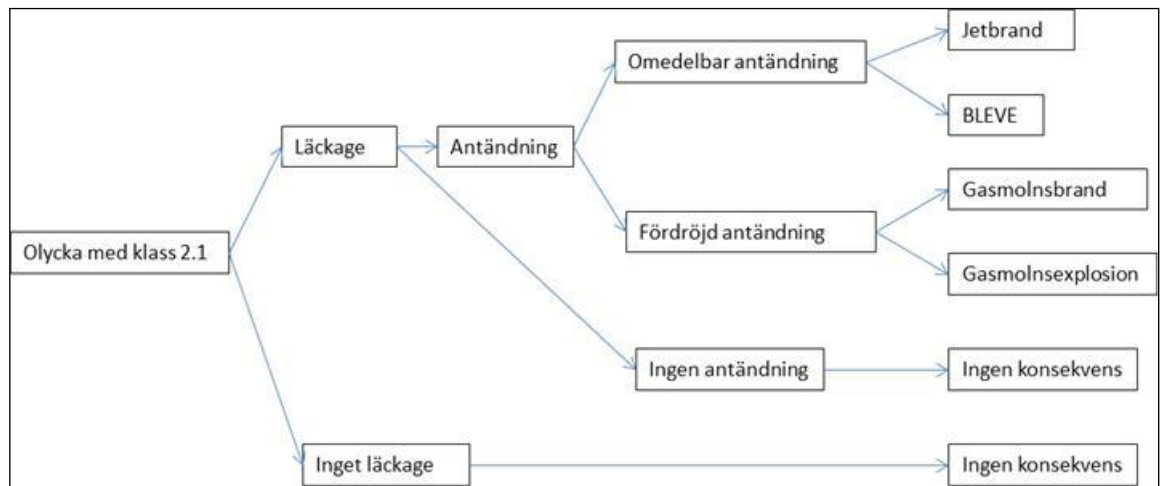 Jetbrand
Omedelbar antändning
BLEVE
Läckage
Antändning
Gasmolnsbrand
Fördröjd antändning
Olycka med klass 2.1
Gasmolnsexplosion
Ingen antändning
Ingen konsekvens
Inget läckage
Ingen konsekvens